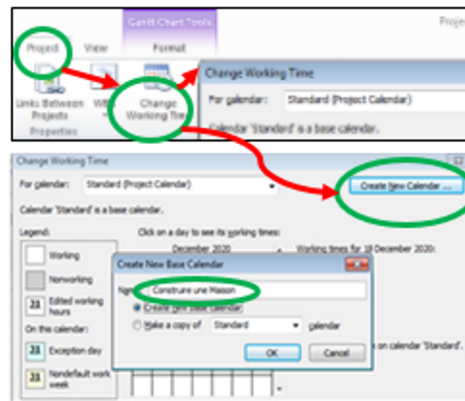 Gantt Chart Tools
Proje
Project View Format
Links Between Projects
Change Working Time
Properties
Change Working Time
For calendar: Standard (Project Calendar)
Calendar 'Standard' is a base calendar.
Change Working Time
For calendar: Standard (Project Calendar)
Create New Calendar ...
Calendar 'Standard' is a base calendar.
Legend:
Click on a day to see its working times:
Working
December 2020
Working times for 18 December 2020:
Nonworking
31 Edited working hours
On this calendar:
31 Exception day
31 Nondefault work week
Create New Base Calendar
Name: Construire une Maison
Create new base calendar
Make a copy of Standard calendar
OK Cancel
on calendar 'Standard'.